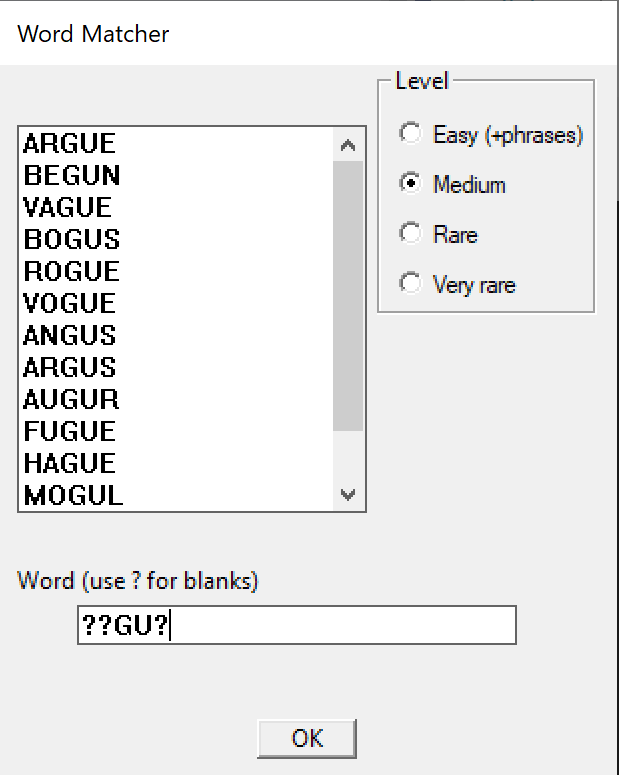 Word Matcher
Level
Easy (+phrases)
Medium
Rare
Very rare
ARGUE
BEGUN
VAGUE
BOGUS
ROGUE
VOGUE
ANGUS
ARGUS
AUGUR
FUGUE
HAGUE
MOGUL
Word (use ? for blanks)
??GU?
OK